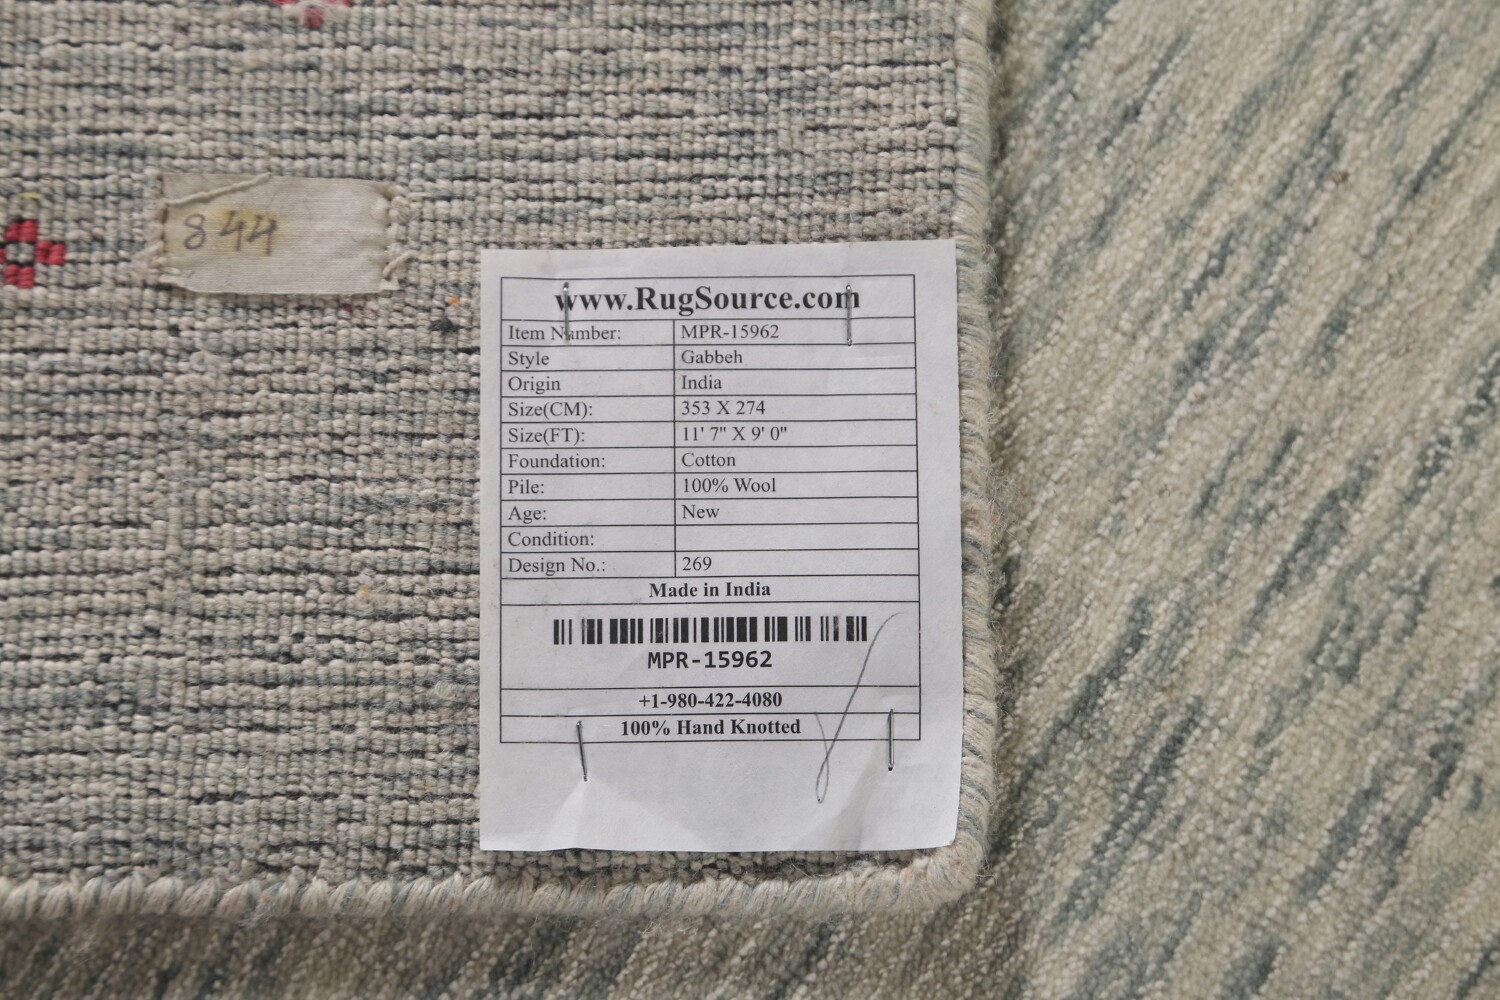 844
www.RugSource.com
Item Number: MPR-15962
Style Gabbeh
Origin India
Size(CM): 353 X 274
Size(FT): 11' 7" X 9' 0"
Foundation: Cotton
Pile: 100% Wool
Age: New
Condition:
Design No.: 269
Made in India
MPR-15962
+1-980-422-4080
100% Hand Knotted